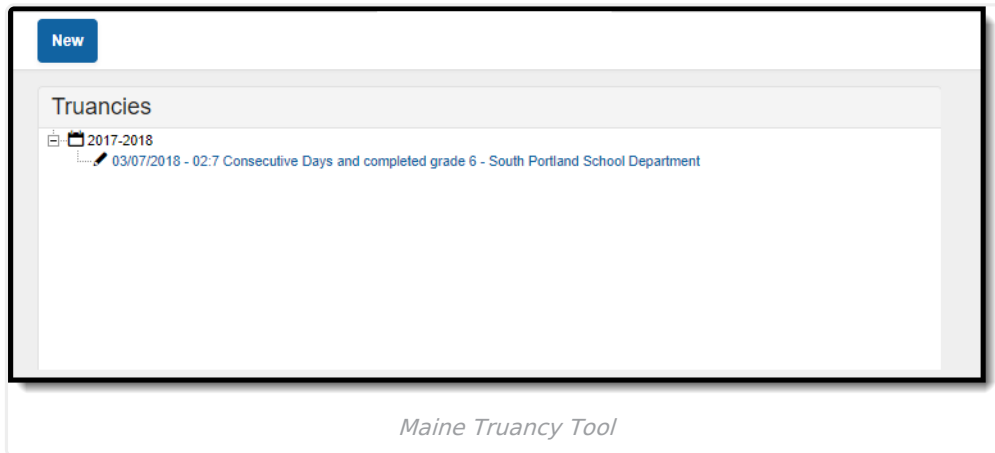 New
Truancies
2017-2018
03/07/2018 - 02:7 Consecutive Days and completed grade 6 - South Portland School Department
Maine Truancy Tool